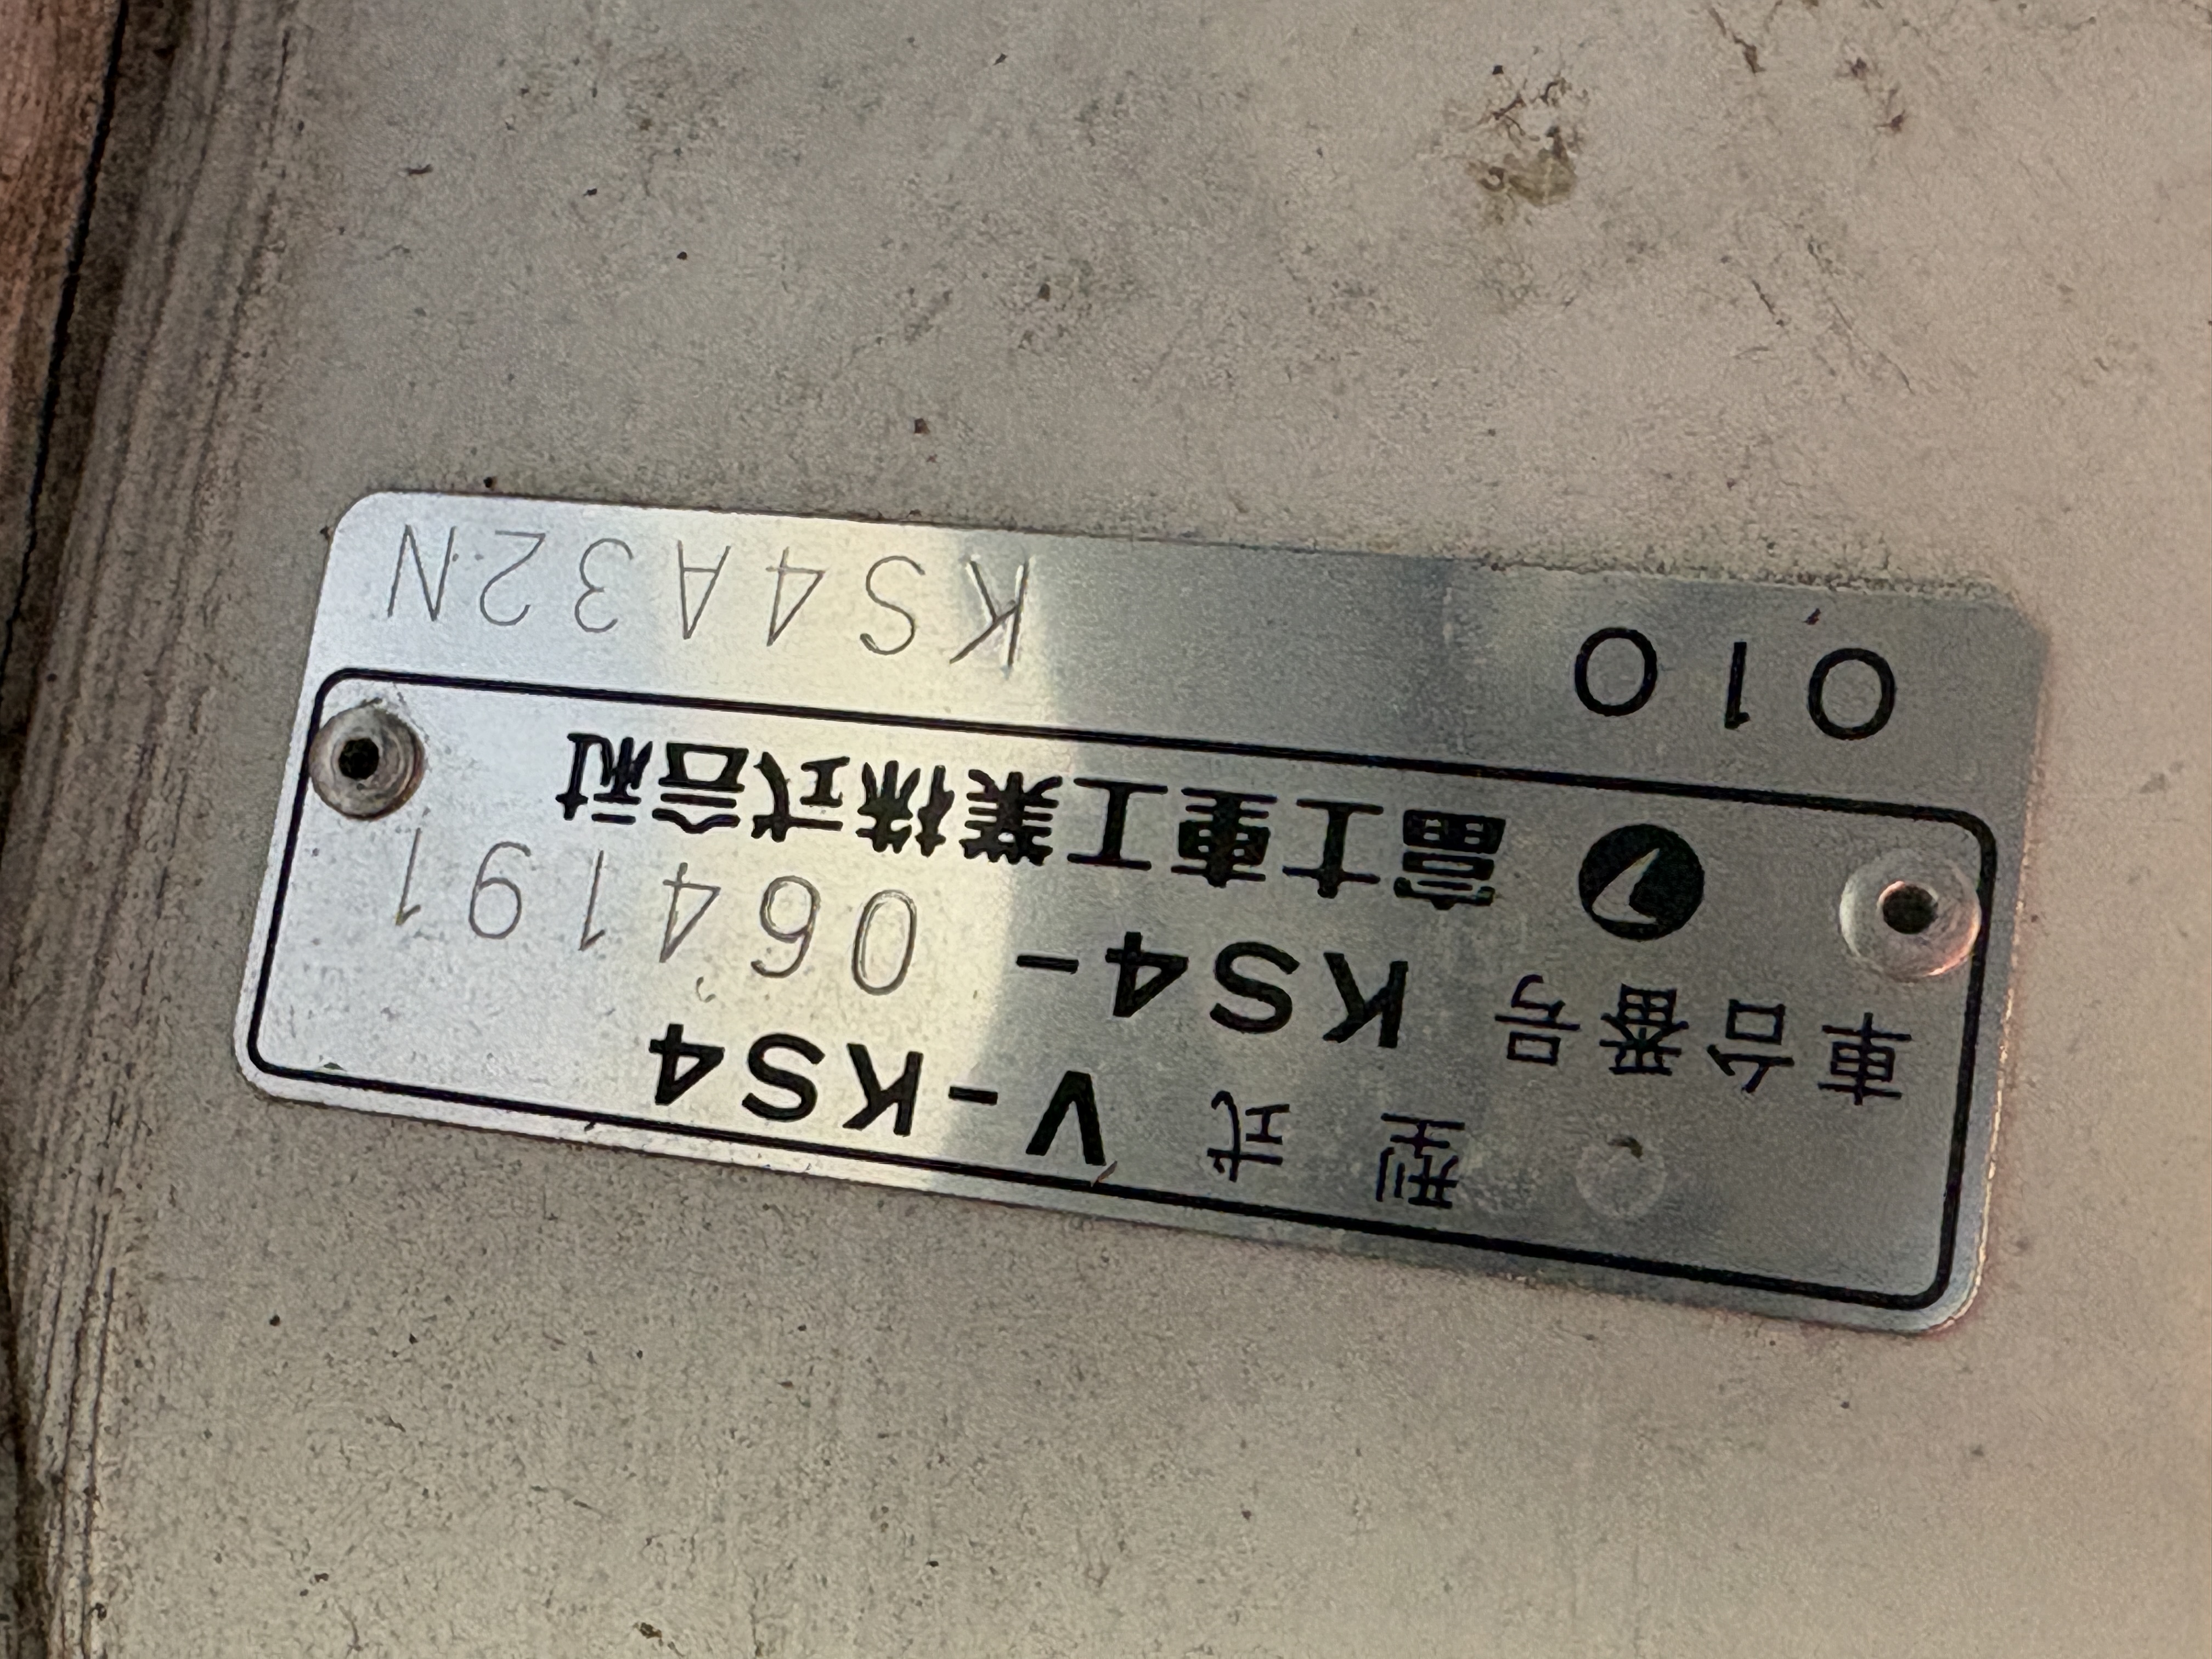 型式 V-KS4
車台番号 KS4- 064191
富士重工業株式会社
010 KS4A32N